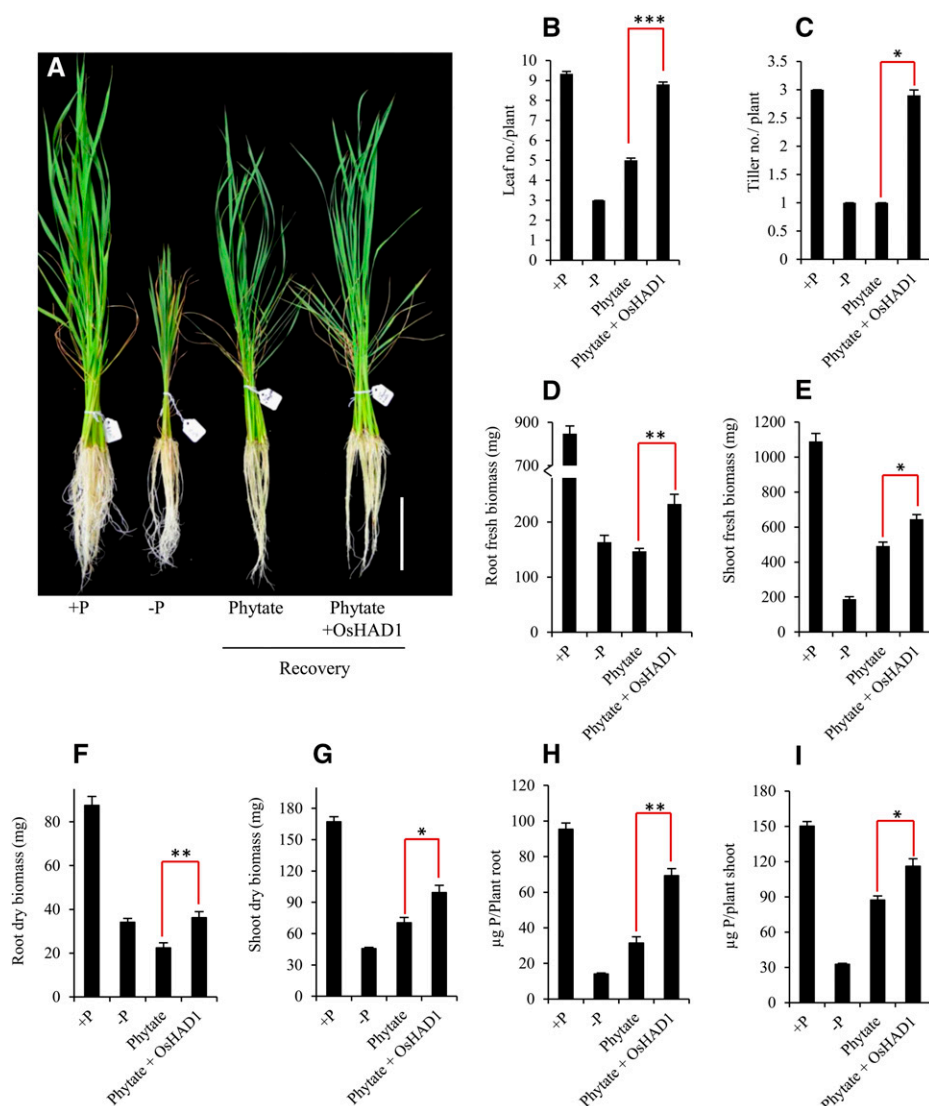 A
+P
-P
Phytate
Phytate
+OsHAD1
Recovery
B
Leaf no./plant
10
9
8
7
6
5
4
3
2
1
0
***
+P
-P
Phytate
Phytate + OsHAD1
C
Tiller no./ plant
3.5
3
2.5
2
1.5
1
0.5
0
*
+P
-P
Phytate
Phytate + OsHAD1
D
Root fresh biomass (mg)
900
700
200
100
0
**
+P
-P
Phytate
Phytate + OsHAD1
E
Shoot fresh biomass (mg)
1200
1000
800
600
400
200
0
*
+P
-P
Phytate
Phytate + OsHAD1
F
Root dry biomass (mg)
80
60
40
20
0
**
+P
-P
Phytate
Phytate + OsHAD1
G
Shoot dry biomass (mg)
180
150
120
90
60
30
0
*
+P
-P
Phytate
Phytate + OsHAD1
H
µg P/Plant root
100
80
60
40
20
0
**
+P
-P
Phytate
Phytate + OsHAD1
I
µg P/plant shoot
150
120
90
60
30
0
*
+P
-P
Phytate
Phytate + OsHAD1